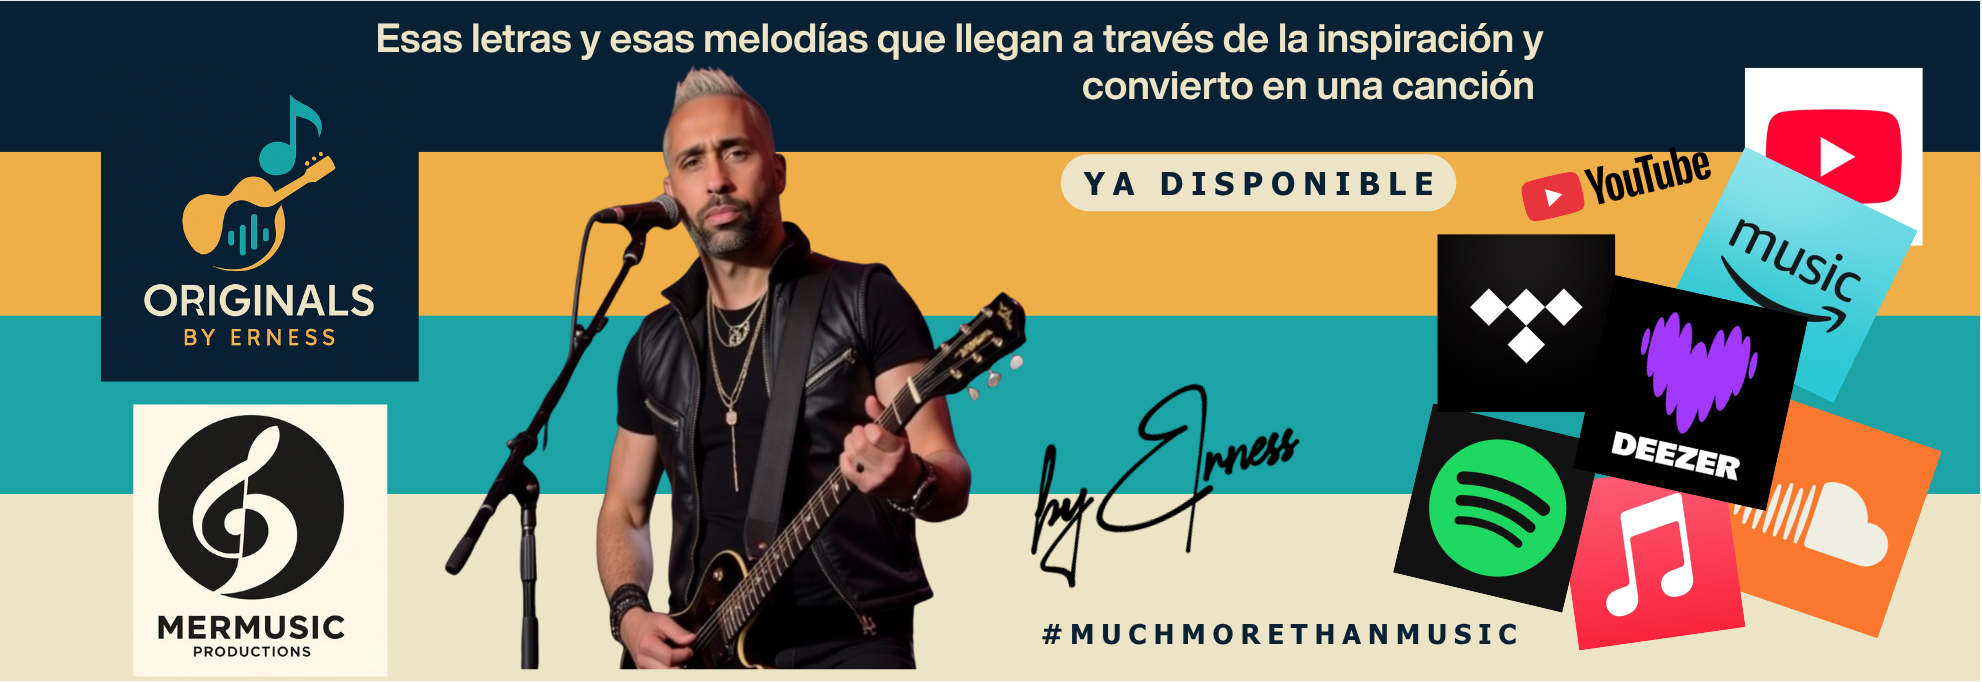 Esas letras y esas melodías que llegan a través de la inspiración y
convierto en una canción
ORIGINALS
BY ERNESS
YA DISPONIBLE
YouTube
music
DEEZER
by Erness
MERMUSIC
PRODUCTIONS
#MUCHMORETHANMUSIC